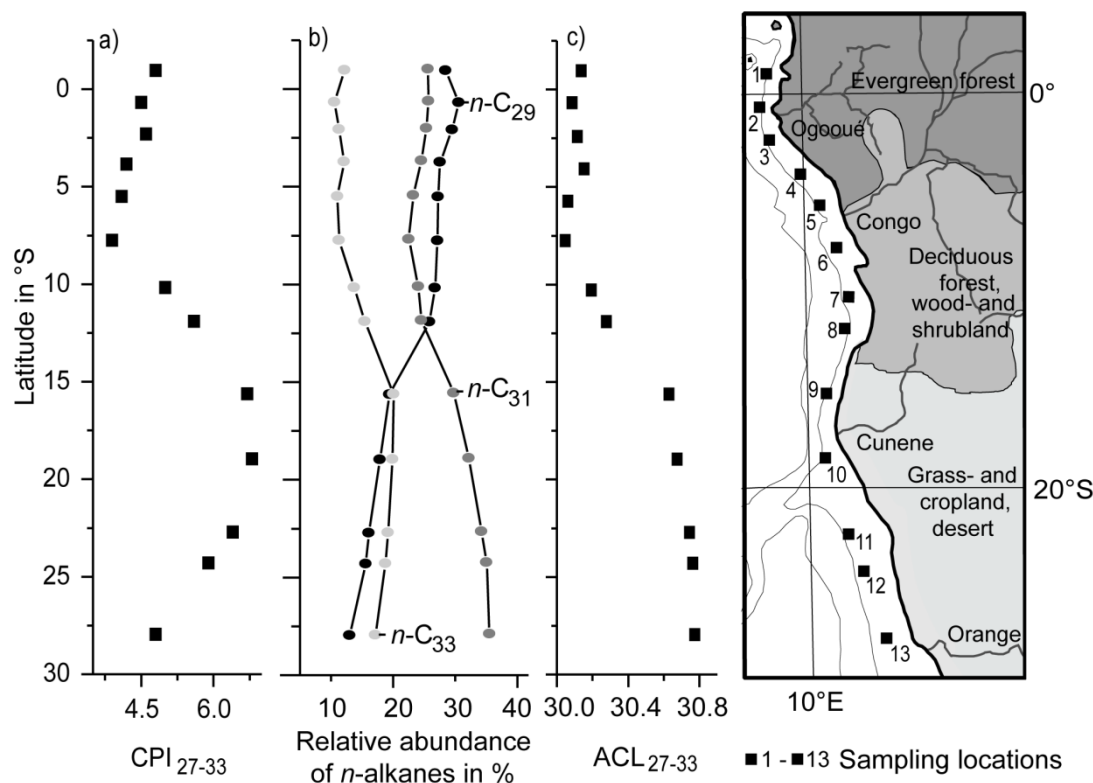 a)
b)
c)
Latitude in °S
0
5
10
15
20
25
30
4.5 6.0
CPI 27-33
n-C29
n-C31
n-C33
10 20 30 40
Relative abundance
of n-alkanes in %
30.0 30.4 30.8
ACL27-33
1
2
3
4
5
6
7
8
9
10
11
12
13
Evergreen forest
Ogooué
Congo
Deciduous
forest,
wood- and
shrubland
Cunene
Grass- and
cropland,
desert
Orange
0°
20°S
10°E
1 - 13 Sampling locations